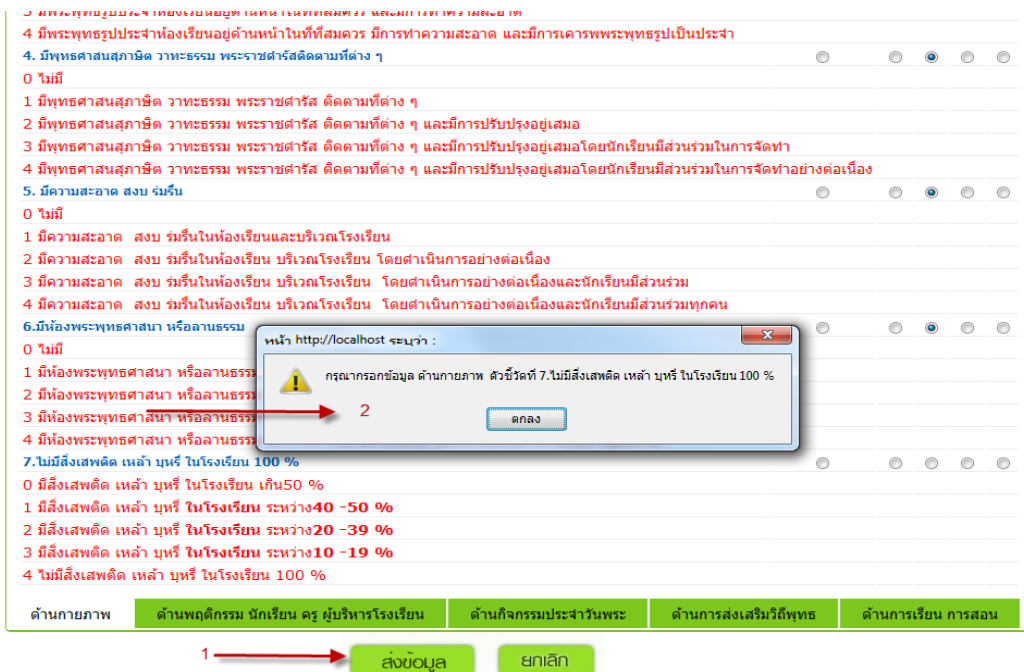 3 มีพระพุทธรูปประจำห้องเรียนอยู่ด้านหน้าในที่ที่สมควร และมีการทำความสะอาด
4 มีพระพุทธรูปประจำห้องเรียนอยู่ด้านหน้าในที่ที่สมควร มีการทำความสะอาด และมีการเคารพพระพุทธรูปเป็นประจำ
4. มีพุทธศาสนสุภาษิต วาทะธรรม พระราชดำรัสติดตามที่ต่าง ๆ
0 ไม่มี
1 มีพุทธศาสนสุภาษิต วาทะธรรม พระราชดำรัส ติดตามที่ต่าง ๆ
2 มีพุทธศาสนสุภาษิต วาทะธรรม พระราชดำรัส ติดตามที่ต่าง ๆ และมีการปรับปรุงอยู่เสมอ
3 มีพุทธศาสนสุภาษิต วาทะธรรม พระราชดำรัส ติดตามที่ต่าง ๆ และมีการปรับปรุงอยู่เสมอโดยนักเรียนมีส่วนร่วมในการจัดทำ
4 มีพุทธศาสนสุภาษิต วาทะธรรม พระราชดำรัส ติดตามที่ต่าง ๆ และมีการปรับปรุงอยู่เสมอโดยนักเรียนมีส่วนร่วมในการจัดทำอย่างต่อเนื่อง
5. มีความสะอาด สงบ ร่มรื่น
0 ไม่มี
1 มีความสะอาด สงบ ร่มรื่นในห้องเรียนและบริเวณโรงเรียน
2 มีความสะอาด สงบ ร่มรื่นในห้องเรียน บริเวณโรงเรียน โดยดำเนินการอย่างต่อเนื่อง
3 มีความสะอาด สงบ ร่มรื่นในห้องเรียน บริเวณโรงเรียน โดยดำเนินการอย่างต่อเนื่องและนักเรียนมีส่วนร่วม
4 มีความสะอาด สงบ ร่มรื่นในห้องเรียน บริเวณโรงเรียน โดยดำเนินการอย่างต่อเนื่องและนักเรียนมีส่วนร่วมทุกคน
6.มีห้องพระพุทธศาสนา หรือลานธรรม
0 ไม่มี
1 มีห้องพระพุทธศาสนา หรือลานธรรม
2 มีห้องพระพุทธศาสนา หรือลานธรรม
3 มีห้องพระพุทธศาสนา หรือลานธรรม
4 มีห้องพระพุทธศาสนา หรือลานธรรม
หน้า http://localhost ระบุว่า :
กรุณากรอกข้อมูล ด้านกายภาพ ตัวชี้วัดที่ 7.ไม่มีสิ่งเสพติด เหล้า บุหรี่ ในโรงเรียน 100 %
2
ตกลง
7.ไม่มีสิ่งเสพติด เหล้า บุหรี่ ในโรงเรียน 100 %
0 มีสิ่งเสพติด เหล้า บุหรี่ ในโรงเรียน เกิน50 %
1 มีสิ่งเสพติด เหล้า บุหรี่ ในโรงเรียน ระหว่าง40 -50 %
2 มีสิ่งเสพติด เหล้า บุหรี่ ในโรงเรียน ระหว่าง20 -39 %
3 มีสิ่งเสพติด เหล้า บุหรี่ ในโรงเรียน ระหว่าง10 -19 %
4 ไม่มีสิ่งเสพติด เหล้า บุหรี่ ในโรงเรียน 100 %
ด้านกายภาพ ด้านพฤติกรรม นักเรียน ครู ผู้บริหารโรงเรียน ด้านกิจกรรมประจำวันพระ ด้านการส่งเสริมวิถีพุทธ ด้านการเรียน การสอน
1 ส่งข้อมูล ยกเลิก